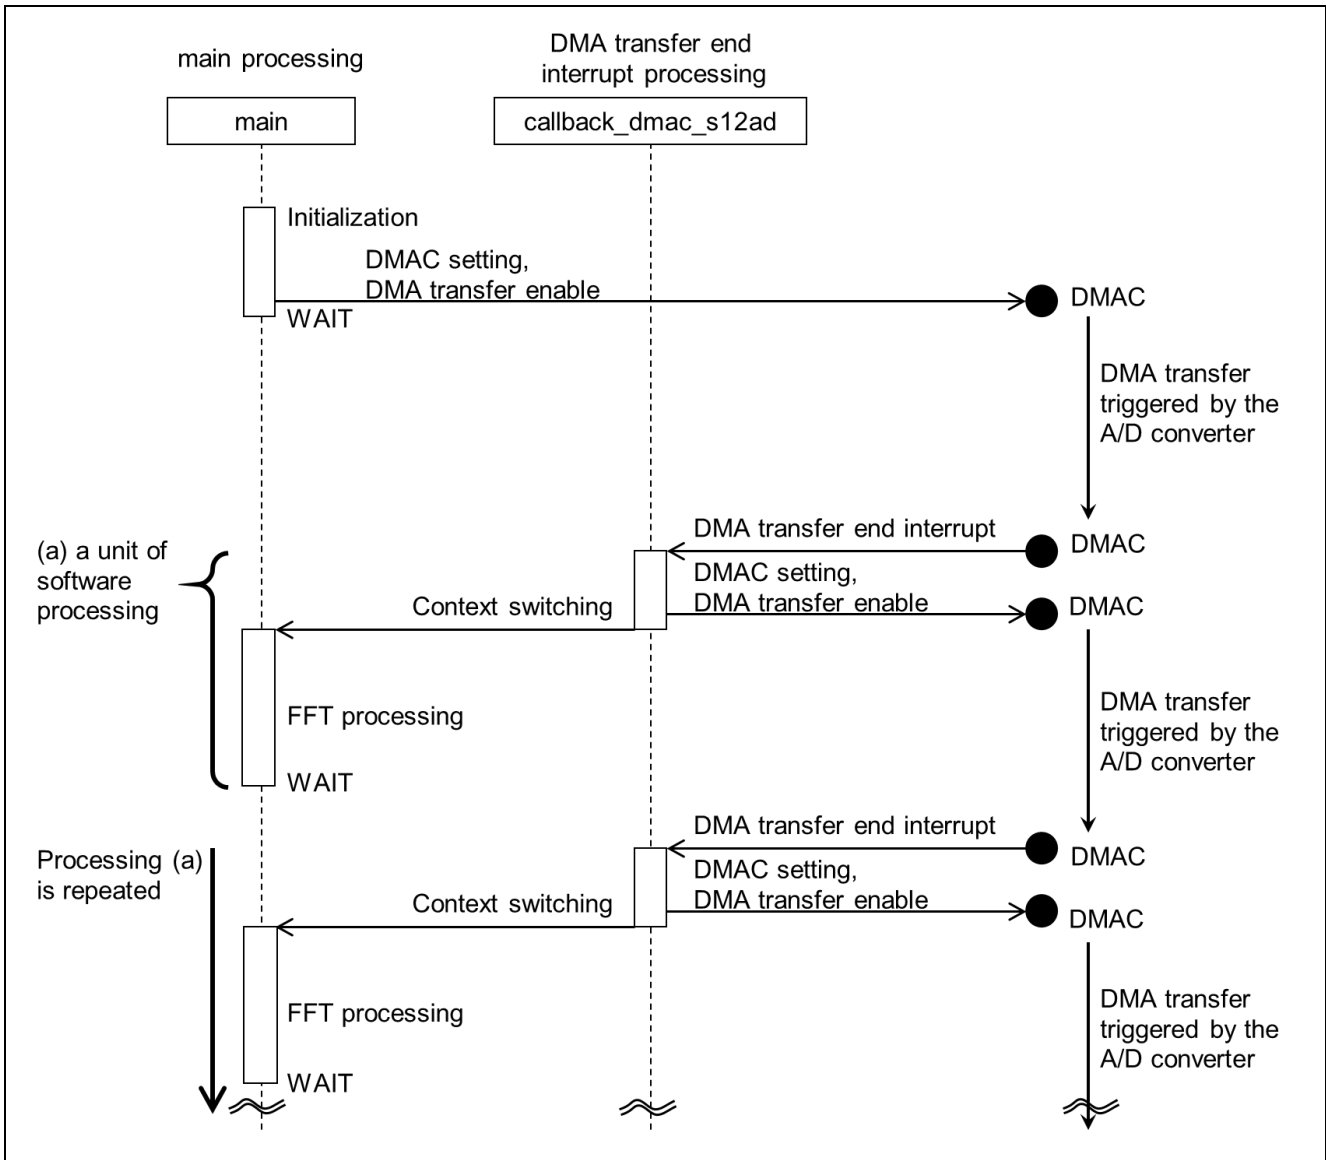 main processing
DMA transfer end
interrupt processing
main
callback_dmac_s12ad
Initialization
DMAC setting,
DMA transfer enable
DMAC
WAIT
DMA transfer
triggered by the
A/D converter
DMA transfer end interrupt
DMAC
(a) a unit of
software
processing
DMAC setting,
DMA transfer enable
DMAC
Context switching
FFT processing
DMA transfer
triggered by the
A/D converter
WAIT
DMA transfer end interrupt
DMAC
Processing (a)
is repeated
DMAC setting,
DMA transfer enable
DMAC
Context switching
FFT processing
DMA transfer
triggered by the
A/D converter
WAIT